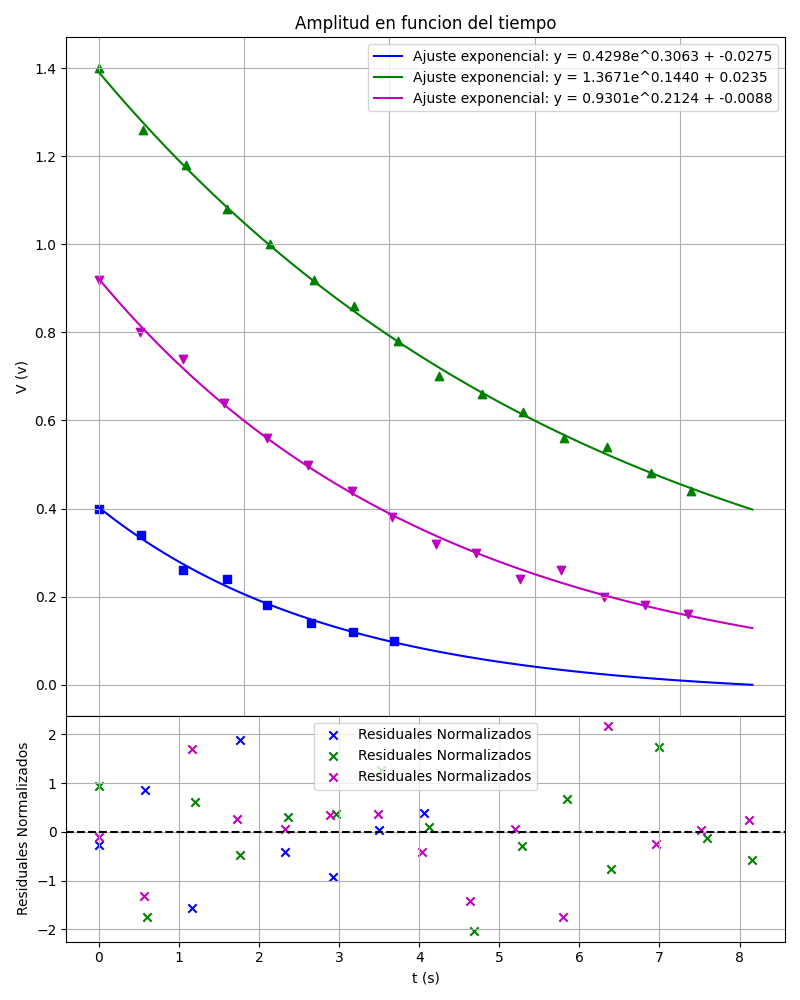 Amplitud en funcion del tiempo
Ajuste exponencial: y = 0.4298e^0.3063 + -0.0275
Ajuste exponencial: y = 1.3671e^0.1440 + 0.0235
Ajuste exponencial: y = 0.9301e^0.2124 + -0.0088
V (v)
1.4
1.2
1.0
0.8
0.6
0.4
0.2
0.0
Residuales Normalizados
Residuales Normalizados
Residuales Normalizados
Residuales Normalizados
2
1
0
−1
−2
0 1 2 3 4 5 6 7 8
t (s)